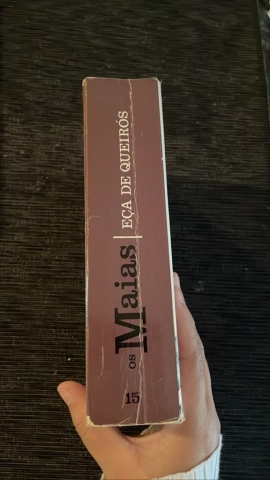 15
os Maias
EÇA DE QUEIRÓS